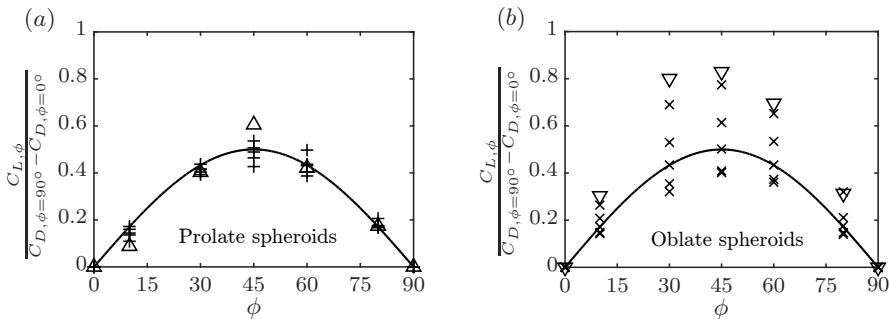 (a)
C_{L,ϕ}
C_{D,ϕ=90°} − C_{D,ϕ=0°}
1
0.8
0.6
0.4
0.2
0
0 15 30 45 60 75 90
ϕ
Prolate spheroids
(b)
C_{L,ϕ}
C_{D,ϕ=90°} − C_{D,ϕ=0°}
1
0.8
0.6
0.4
0.2
0
0 15 30 45 60 75 90
ϕ
Oblate spheroids